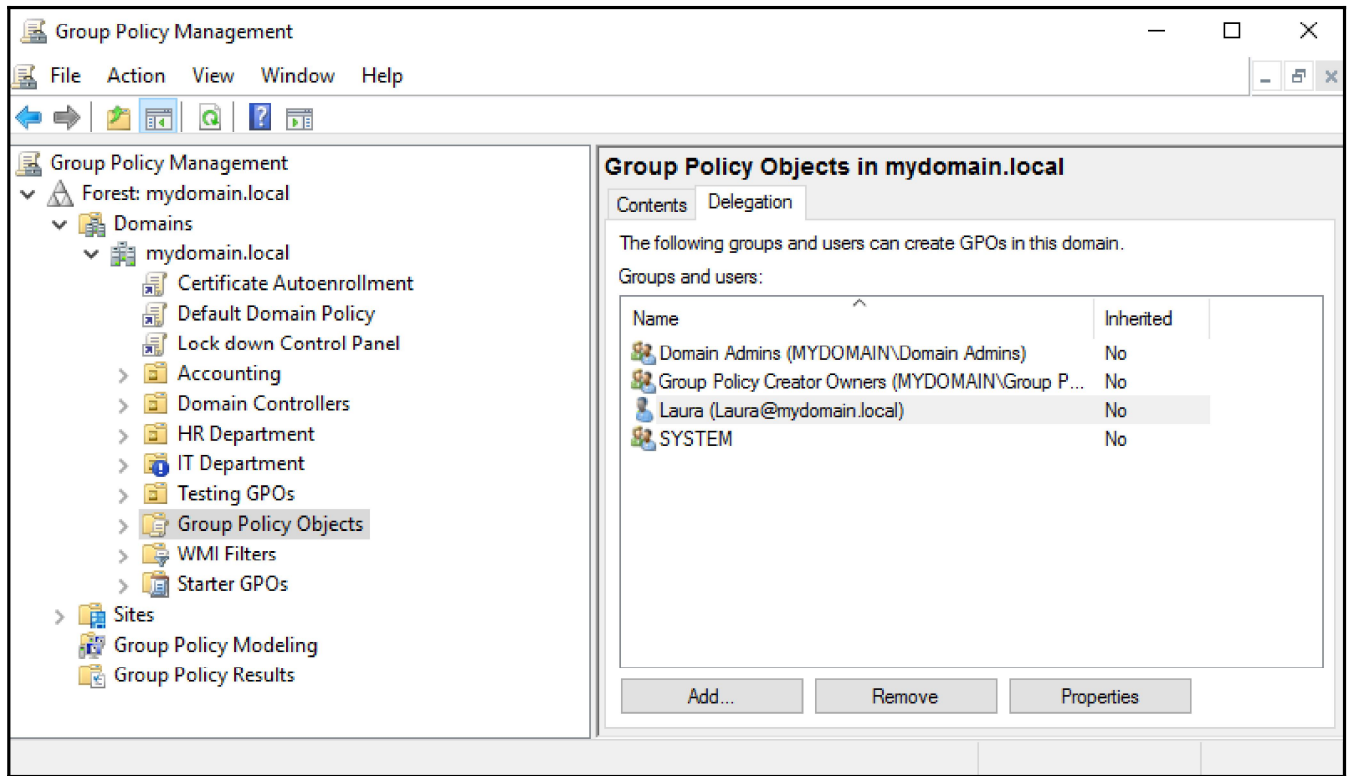 Group Policy Management
File Action View Window Help
Group Policy Management
Forest: mydomain.local
Domains
mydomain.local
Certificate Autoenrollment
Default Domain Policy
Lock down Control Panel
Accounting
Domain Controllers
HR Department
IT Department
Testing GPOs
Group Policy Objects
WMI Filters
Starter GPOs
Sites
Group Policy Modeling
Group Policy Results
Group Policy Objects in mydomain.local
Contents Delegation
The following groups and users can create GPOs in this domain.
Groups and users:
Name Inherited
Domain Admins (MYDOMAIN\Domain Admins) No
Group Policy Creator Owners (MYDOMAIN\Group P... No
Laura (Laura@mydomain.local) No
SYSTEM No
Add... Remove Properties